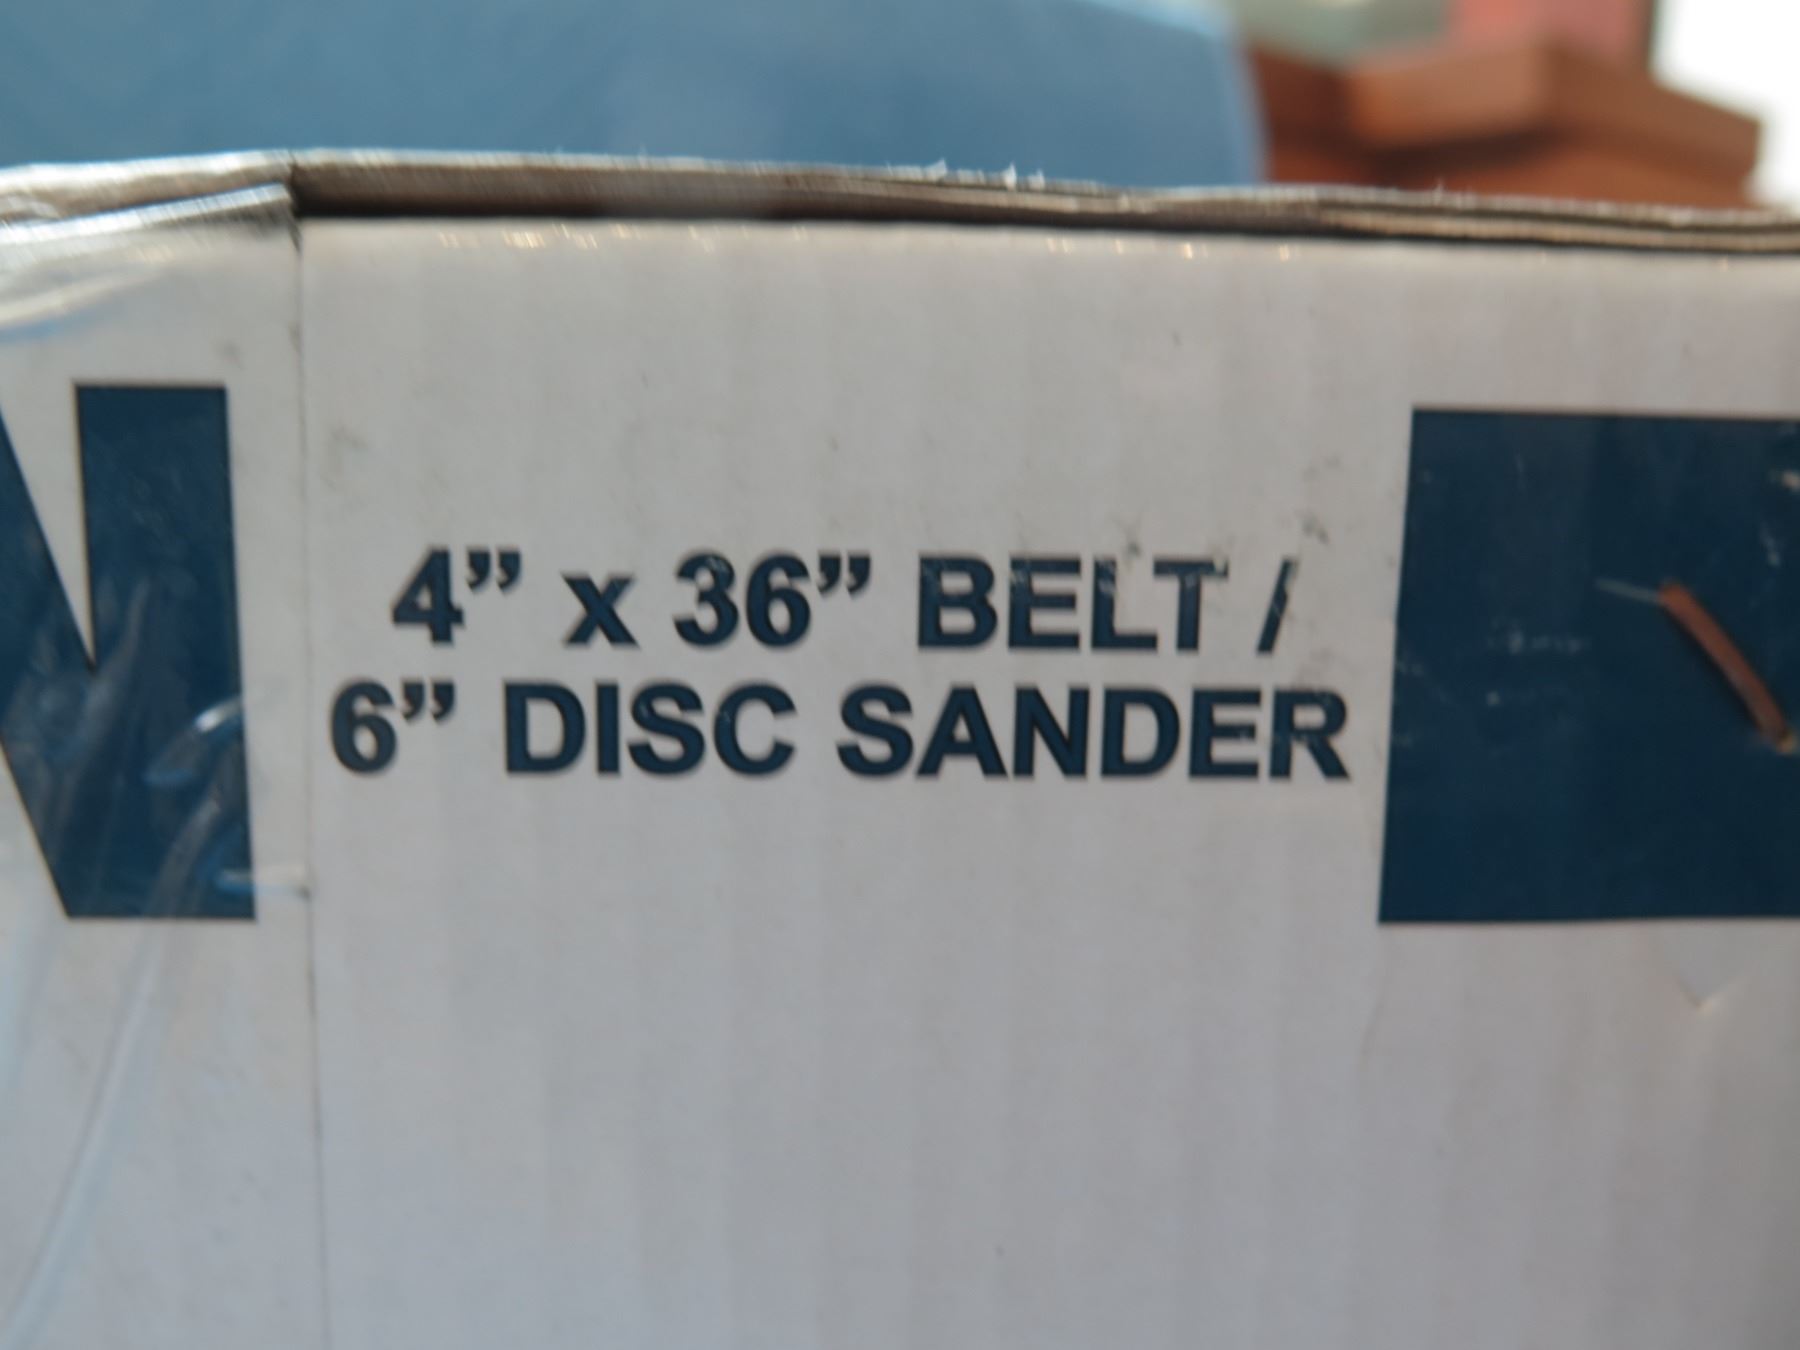 4” x 36” BELT /
6” DISC SANDER